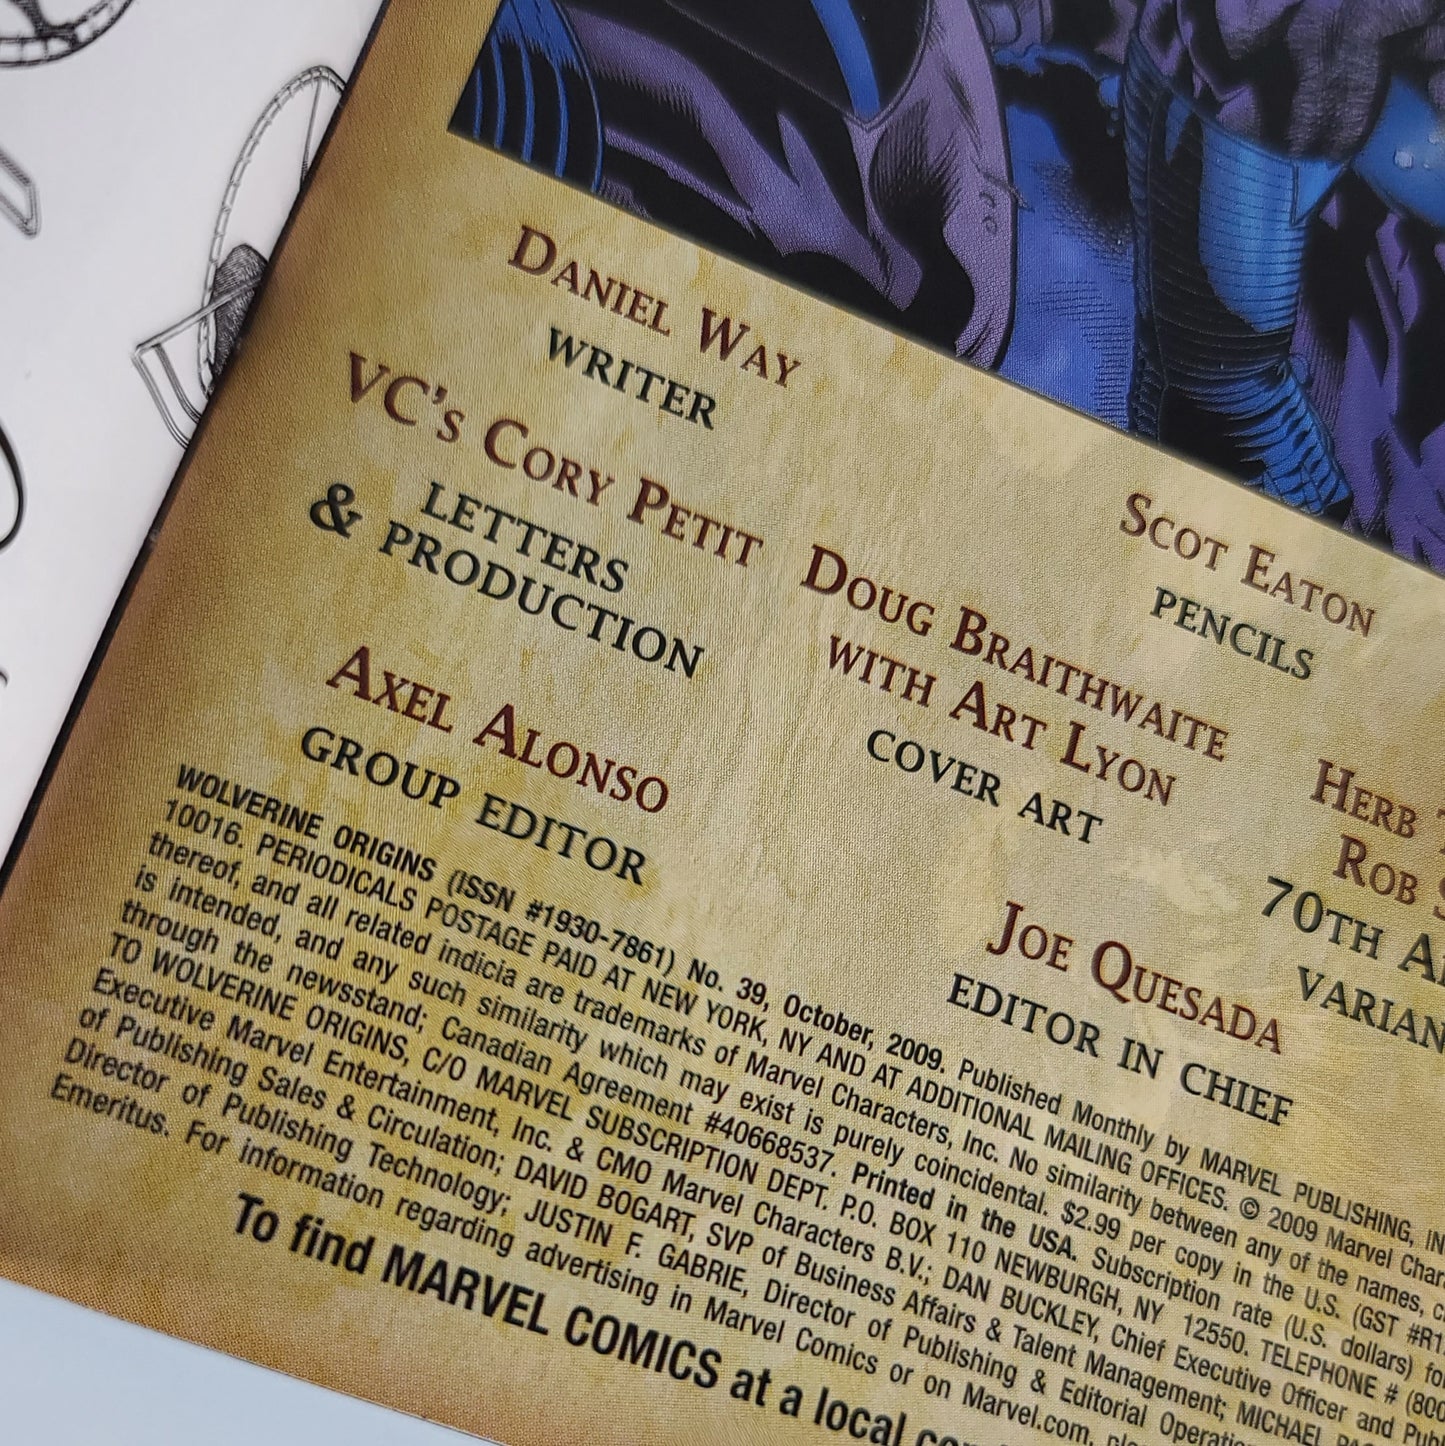 DANIEL WAY
WRITER
VC'S CORY PETIT
LETTERS
& PRODUCTION
AXEL ALONSO
GROUP EDITOR
SCOT EATON
PENCILS
DOUG BRAITHWAITE
WITH ART LYON
COVER ART
JOE QUESADA
EDITOR IN CHIEF
HERB
ROB
70TH
WOLVERINE ORIGINS (ISSN #1930-7861) No. 39, October, 2009. Published Monthly by MARVEL PUBLISHING,
10016. PERIODICALS POSTAGE PAID AT NEW YORK, NY AND AT ADDITIONAL MAILING OFFICES. © 2009 Marvel
thereof, and all related indicia are trademarks of Marvel Characters, Inc. No similarity between any of the names,
is intended, and any such similarity which may exist is purely coincidental. $2.99 per copy in the U.S. (GST
through the newsstand; Canadian Agreement #40668537. Printed in the USA. Subscription rate (U.S. dollars)
TO WOLVERINE ORIGINS, C/O MARVEL SUBSCRIPTION DEPT. P.O. BOX 110 NEWBURGH, NY 12550. TELEPHONE # (800
Executive Marvel Entertainment, Inc. & CMO Marvel Characters B.V.; DAN BUCKLEY, Chief Executive Officer and
of Publishing Sales & Circulation; DAVID BOGART, SVP of Business Affairs & Talent Management; MICHAEL
Director of Publishing Technology; JUSTIN F. GABRIE, Director of Publishing & Editorial
Emeritus. For information regarding advertising in Marvel Comics or on Marvel.com,
To find MARVEL COMICS at a local